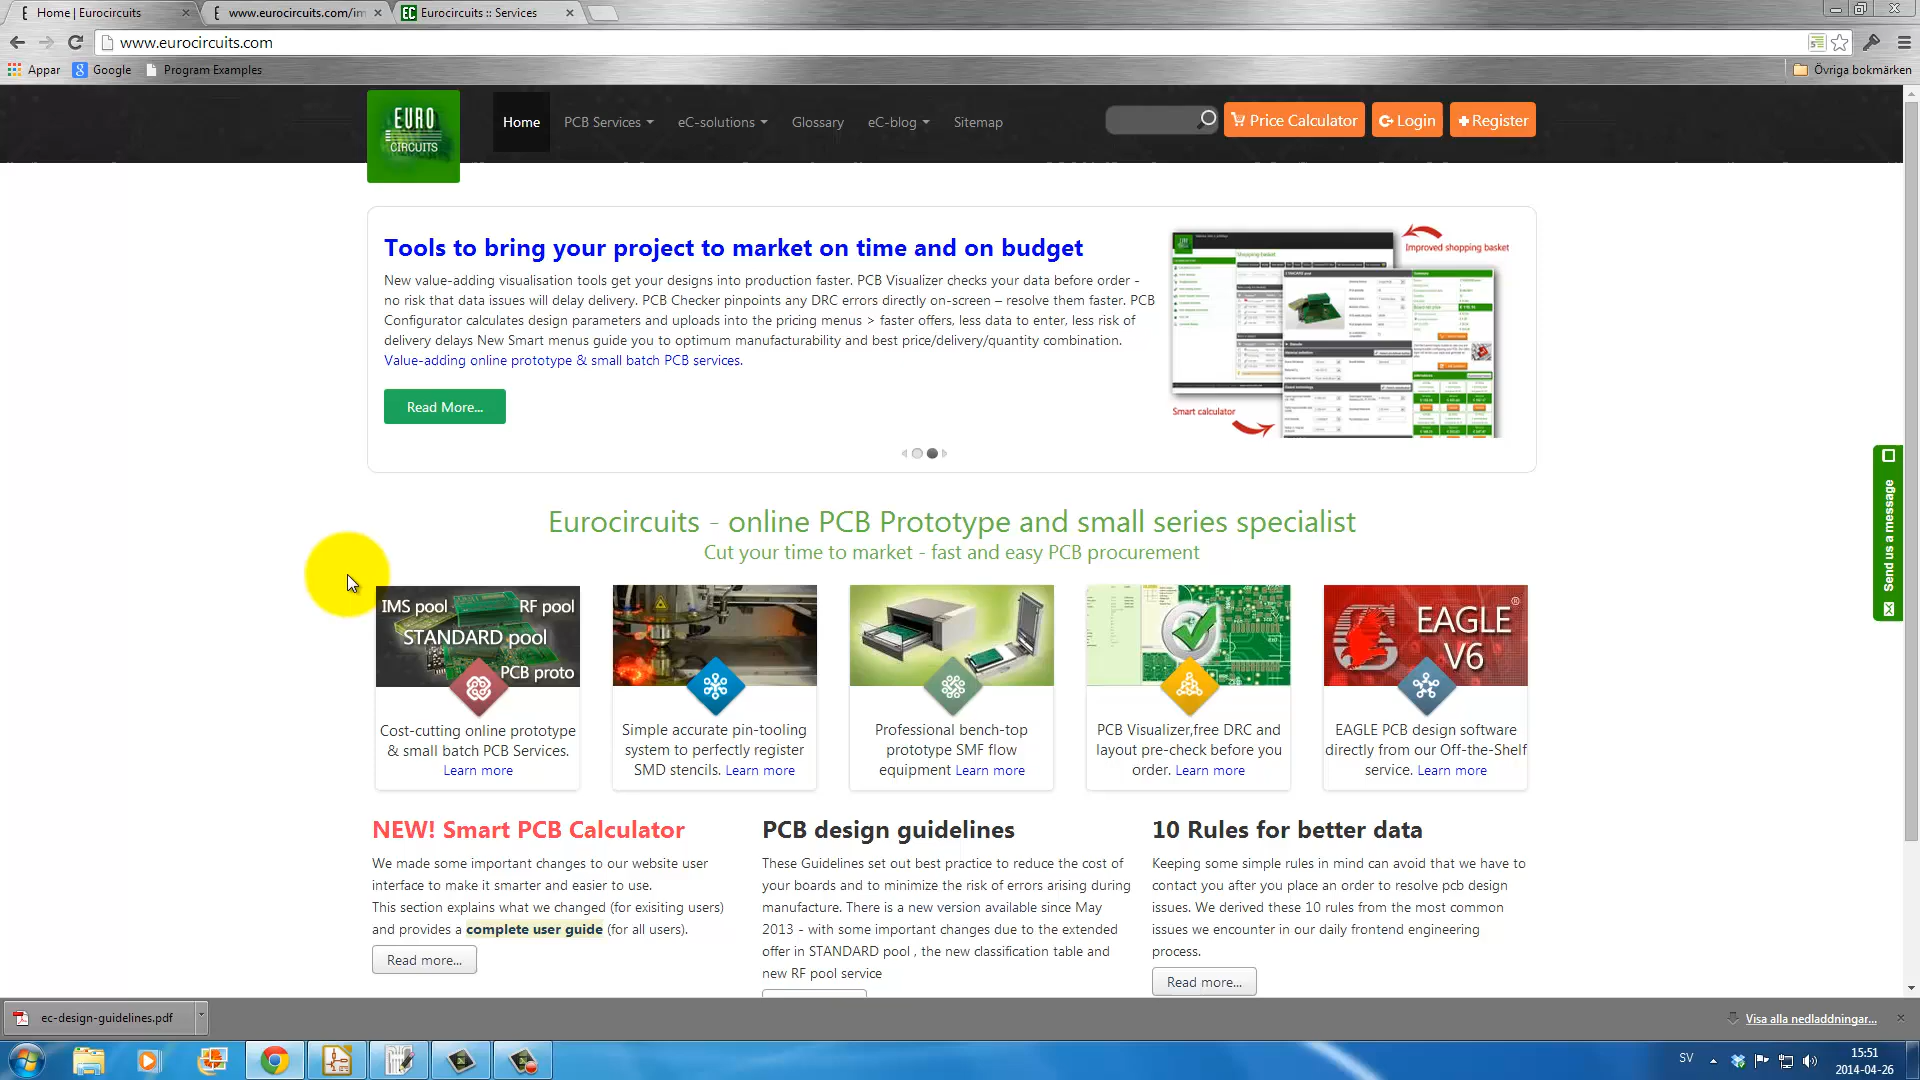 Home | Eurocircuits
www.eurocircuits.com/im
EC Eurocircuits :: Services
www.eurocircuits.com
Appar
Google
Program Examples
Övriga bokmärken
EURO
CIRCUITS
Home
PCB Services
eC-solutions
Glossary
eC-blog
Sitemap
Price Calculator
Login
Register
Tools to bring your project to market on time and on budget
New value-adding visualisation tools get your designs into production faster. PCB Visualizer checks your data before order -
no risk that data issues will delay delivery. PCB Checker pinpoints any DRC errors directly on-screen – resolve them faster. PCB
Configurator calculates design parameters and uploads into the pricing menus > faster offers, less data to enter, less risk of
delivery delays New Smart menus guide you to optimum manufacturability and best price/delivery/quantity combination.
Value-adding online prototype & small batch PCB services.
Read More...
Improved shopping basket
Shopping basket
Smart calculator
Send us a message
Eurocircuits - online PCB Prototype and small series specialist
Cut your time to market - fast and easy PCB procurement
IMS pool
RF pool
STANDARD pool
PCB proto
Cost-cutting online prototype
& small batch PCB Services.
Learn more
Simple accurate pin-tooling
system to perfectly register
SMD stencils. Learn more
Professional bench-top
prototype SMF flow
equipment Learn more
PCB Visualizer,free DRC and
layout pre-check before you
order. Learn more
EAGLE®
V6
EAGLE PCB design software
directly from our Off-the-Shelf
service. Learn more
NEW! Smart PCB Calculator
We made some important changes to our website user
interface to make it smarter and easier to use.
This section explains what we changed (for exisiting users)
and provides a complete user guide (for all users).
Read more...
PCB design guidelines
These Guidelines set out best practice to reduce the cost of
your boards and to minimize the risk of errors arising during
manufacture. There is a new version available since May
2013 - with some important changes due to the extended
offer in STANDARD pool , the new classification table and
new RF pool service
10 Rules for better data
Keeping some simple rules in mind can avoid that we have to
contact you after you place an order to resolve pcb design
issues. We derived these 10 rules from the most common
issues we encounter in our daily frontend engineering
process.
Read more...
ec-design-guidelines.pdf
Visa alla nedladdningar...
SV
15:51
2014-04-26